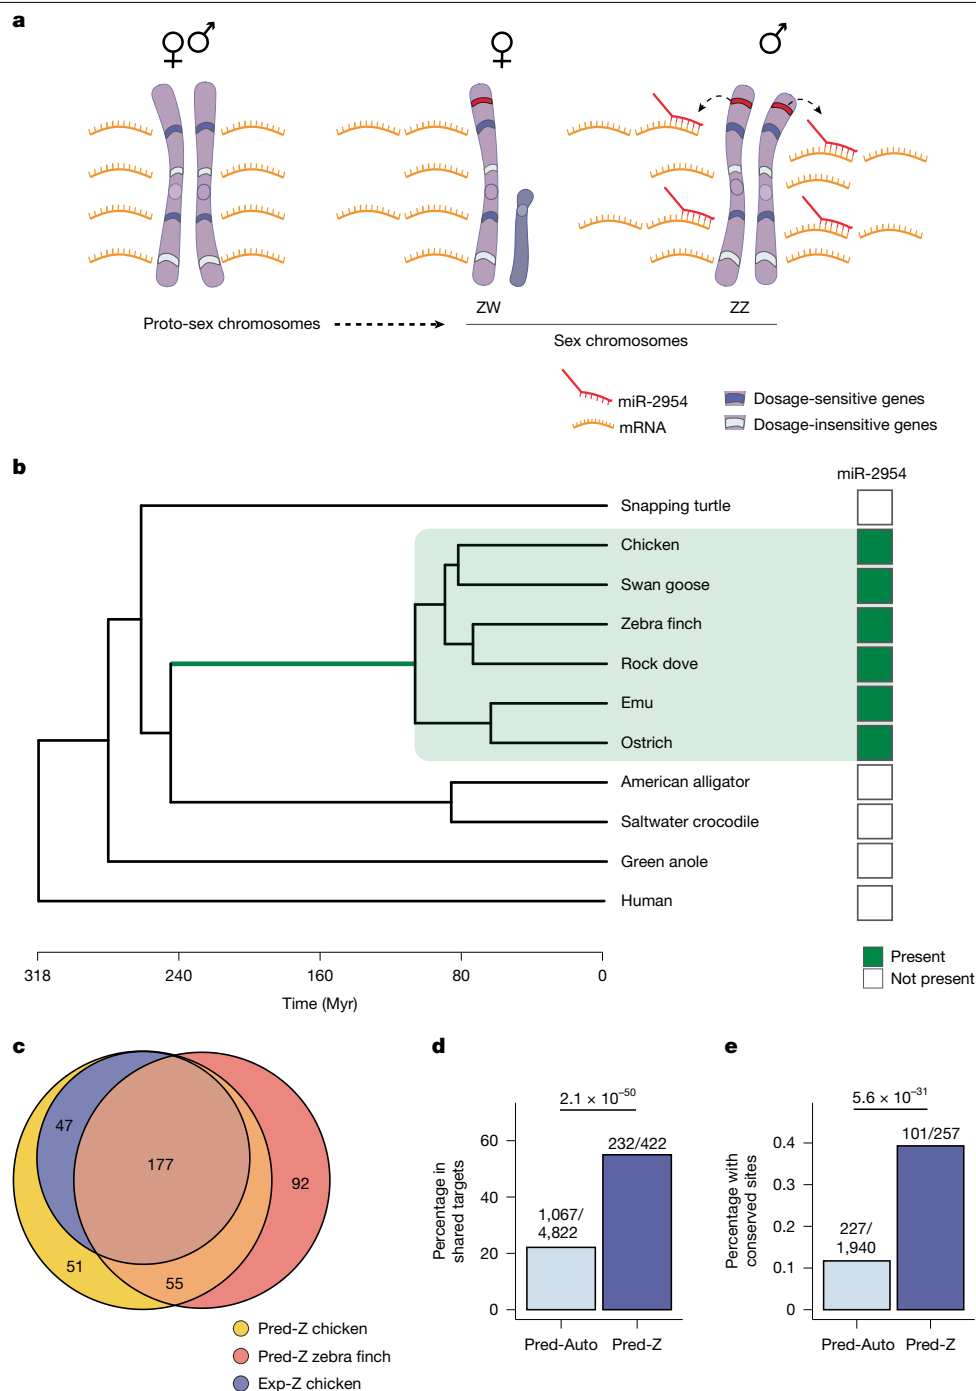 a
ZW
ZZ
Proto-sex chromosomes
Sex chromosomes
miR-2954
mRNA
Dosage-sensitive genes
Dosage-insensitive genes
b
miR-2954
Snapping turtle
Chicken
Swan goose
Zebra finch
Rock dove
Emu
Ostrich
American alligator
Saltwater crocodile
Green anole
Human
318 240 160 80 0
Time (Myr)
Present
Not present
c
47
177
92
51
55
Pred-Z chicken
Pred-Z zebra finch
Exp-Z chicken
d
2.1 × 10⁻⁵⁰
232/422
1,067/
4,822
Percentage in
shared targets
60
40
20
0
Pred-Auto Pred-Z
e
5.6 × 10⁻³¹
101/257
227/
1,940
Percentage with
conserved sites
0.4
0.3
0.2
0.1
0
Pred-Auto Pred-Z